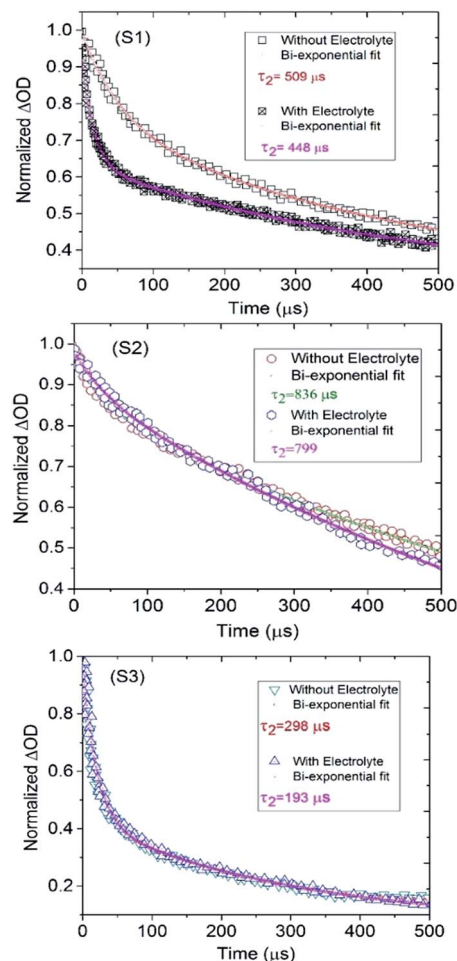 (S1)
Without Electrolyte
Bi-exponential fit
τ₂= 509 µs
With Electrolyte
Bi-exponential fit
τ₂= 448 µs
Normalized ΔOD
1.0
0.9
0.8
0.7
0.6
0.5
0.4
0 100 200 300 400 500
Time (µs)
(S2)
Without Electrolyte
Bi-exponential fit
τ₂=836 µs
With Electrolyte
Bi-exponential fit
τ₂=799
Normalized ΔOD
1.0
0.9
0.8
0.7
0.6
0.5
0.4
0 100 200 300 400 500
Time (µs)
(S3)
Without Electrolyte
Bi-exponential fit
τ₂=298 µs
With Electrolyte
Bi-exponential fit
τ₂=193 µs
Normalized ΔOD
1.0
0.8
0.6
0.4
0.2
0 100 200 300 400 500
Time (µs)